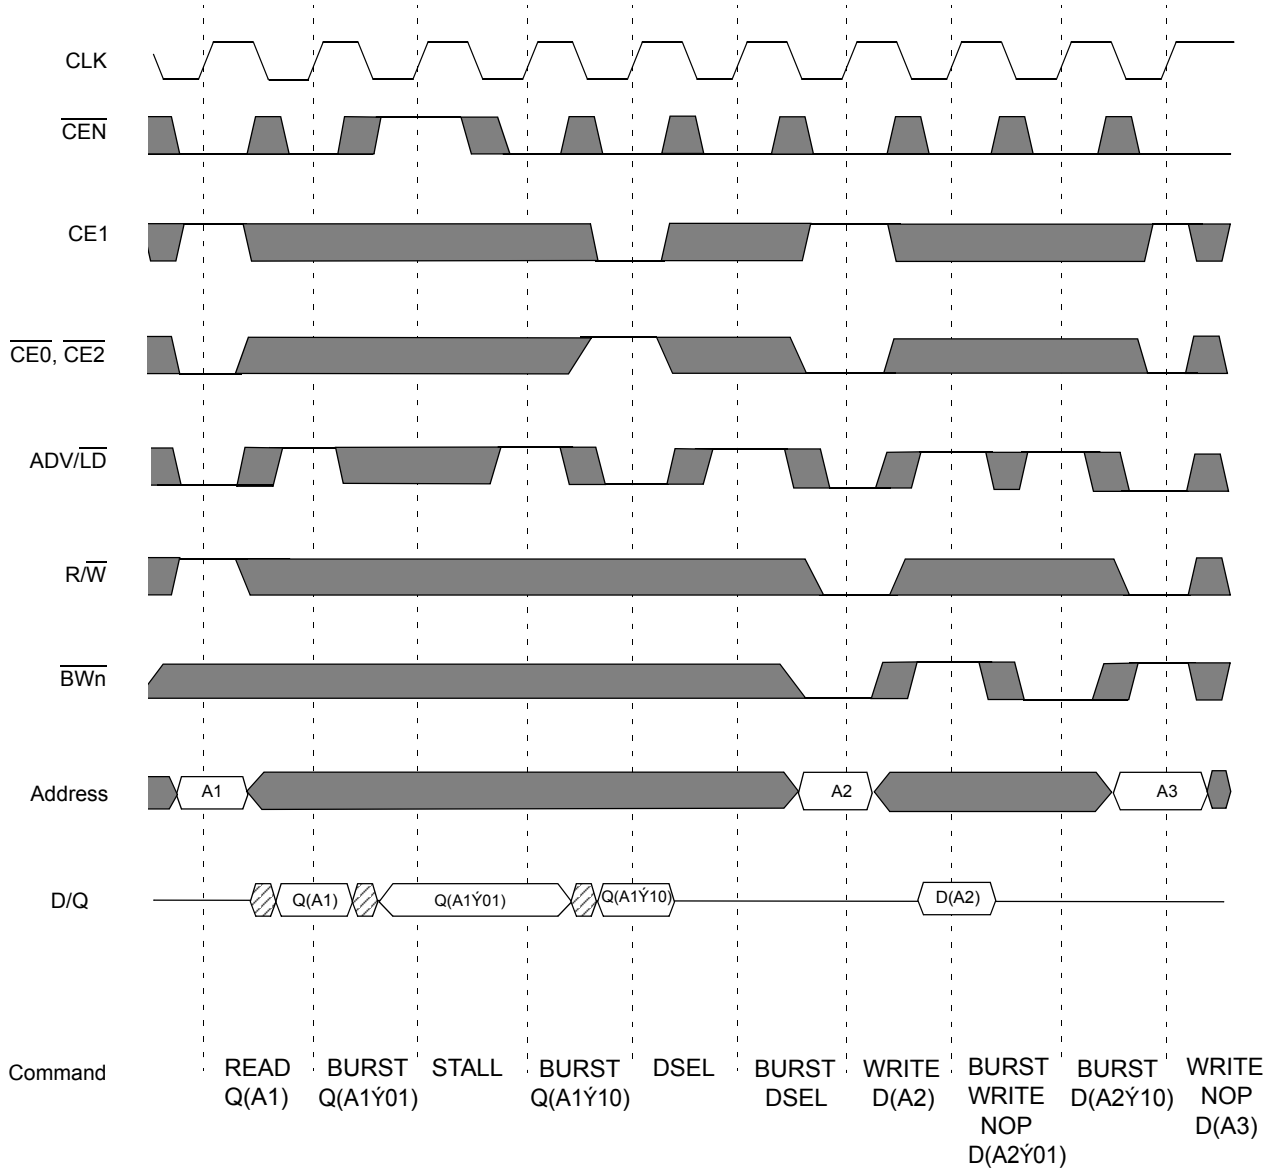 CLK
CEN
CE1
CE0, CE2
ADV/LD
R/W
BWn
Address A1 A2 A3
D/Q Q(A1) Q(A1Ý01) Q(A1Ý10) D(A2)
Command
READ
Q(A1)
BURST
Q(A1Ý01)
STALL
BURST
Q(A1Ý10)
DSEL
BURST
DSEL
WRITE
D(A2)
BURST
WRITE
NOP
D(A2Ý01)
BURST
D(A2Ý10)
WRITE
NOP
D(A3)